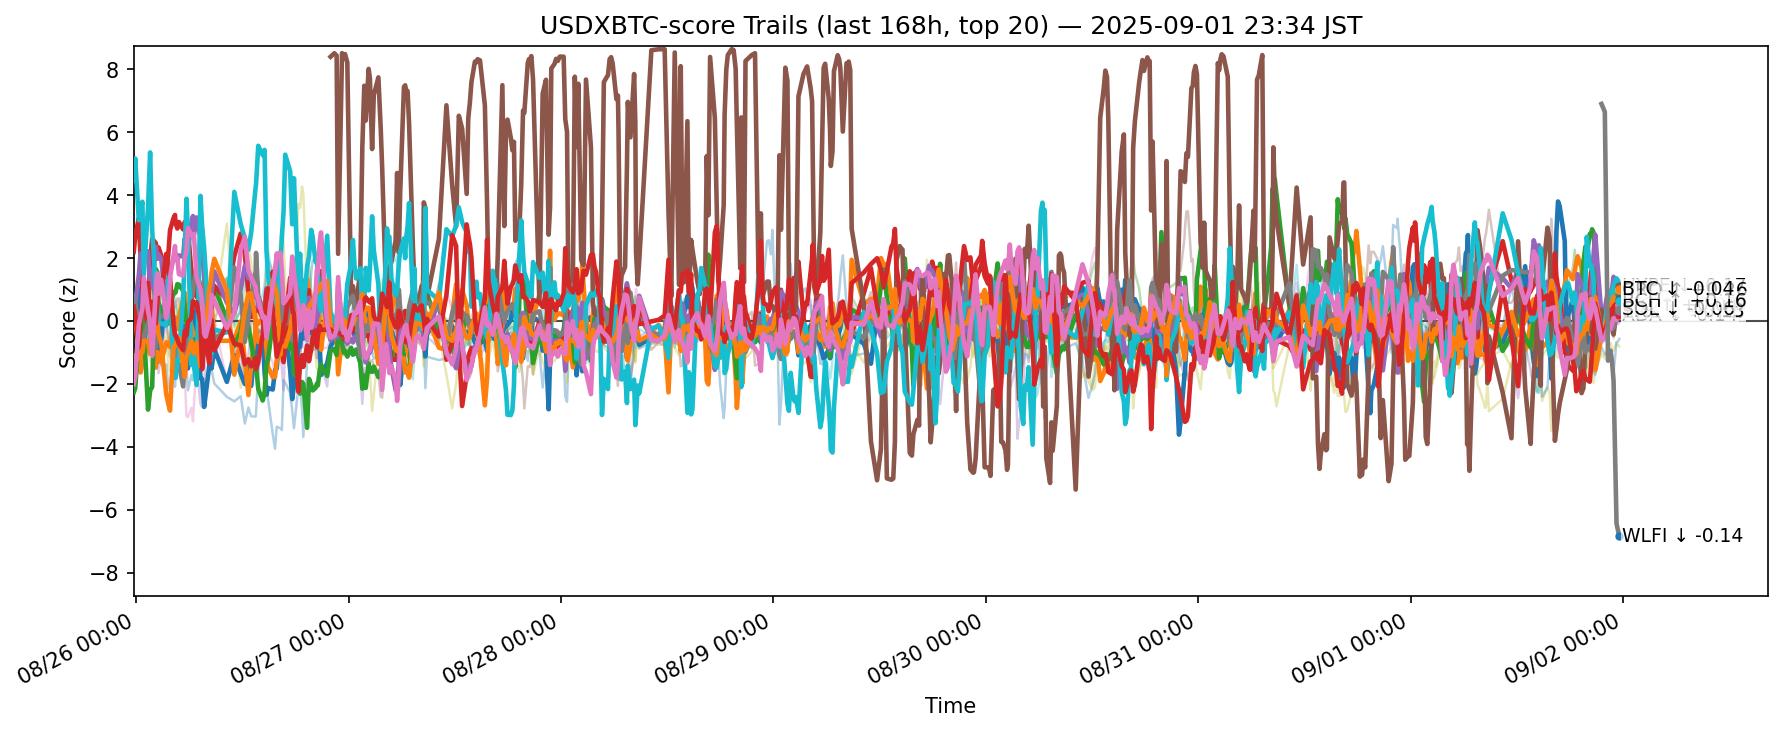 USDXBTC-score Trails (last 168h, top 20) — 2025-09-01 23:34 JST
Score (z)
8
6
4
2
0
−2
−4
−6
−8
BTC ↓ -0.046
BCH ↓ +0.16
SOL ↓
WLFI ↓ -0.14
08/26 00:00
08/27 00:00
08/28 00:00
08/29 00:00
08/30 00:00
08/31 00:00
09/01 00:00
09/02 00:00
Time